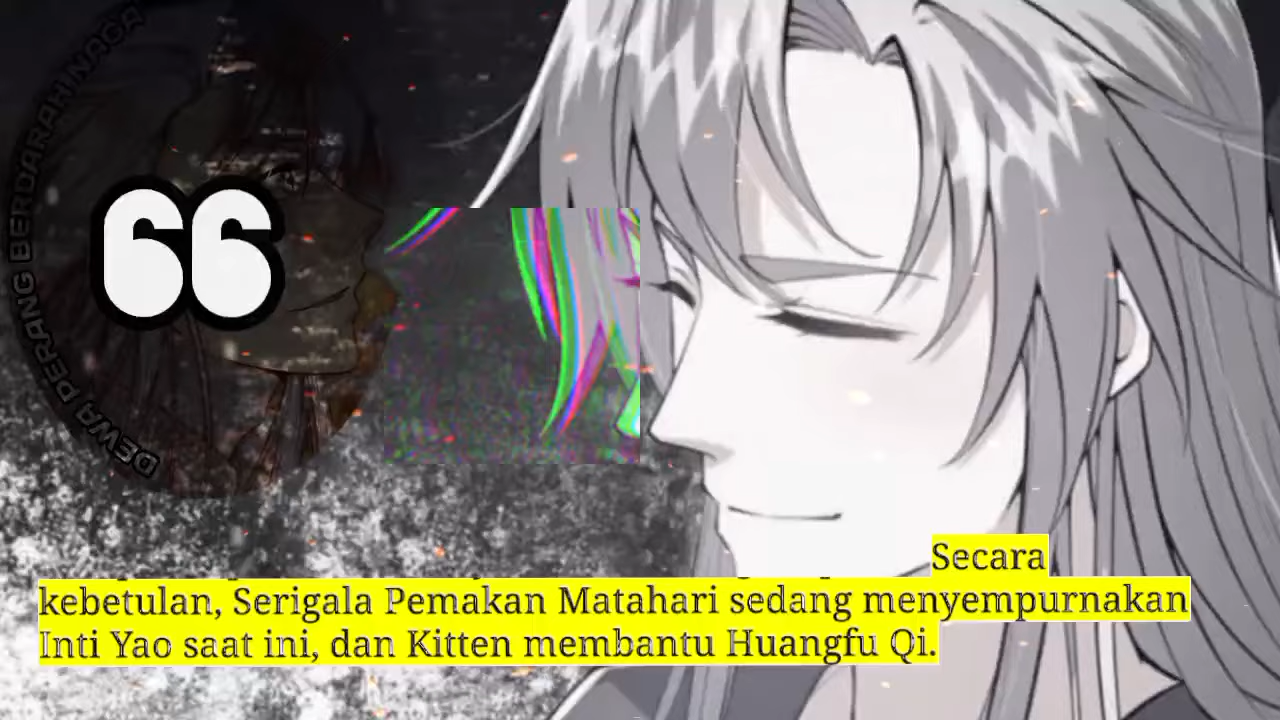 DEWA PERANG BERDARAH NAGA
66
Secara
kebetulan, Serigala Pemakan Matahari sedang menyempurnakan
Inti Yao saat ini, dan Kitten membantu Huangfu Qi.